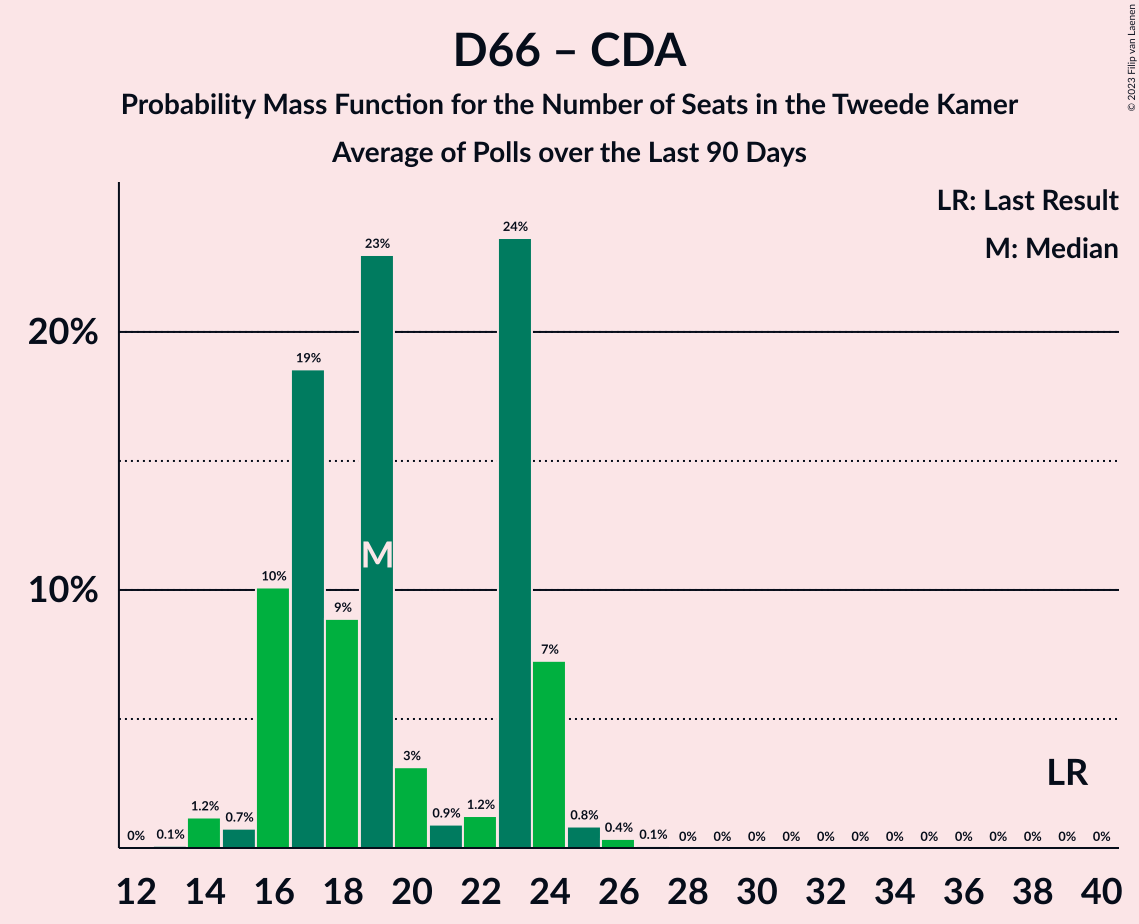 © 2023 Filip van Laenen
D66 – CDA
Probability Mass Function for the Number of Seats in the Tweede Kamer
Average of Polls over the Last 90 Days
LR: Last Result
M: Median
20%
10%
0% 0.1% 1.2% 0.7% 10% 19% 9% 23% 3% 0.9% 1.2% 24% 7% 0.8% 0.4% 0.1% 0% 0% 0% 0% 0% 0% 0% 0% 0% 0% 0% 0% 0%
M
LR
12 14 16 18 20 22 24 26 28 30 32 34 36 38 40